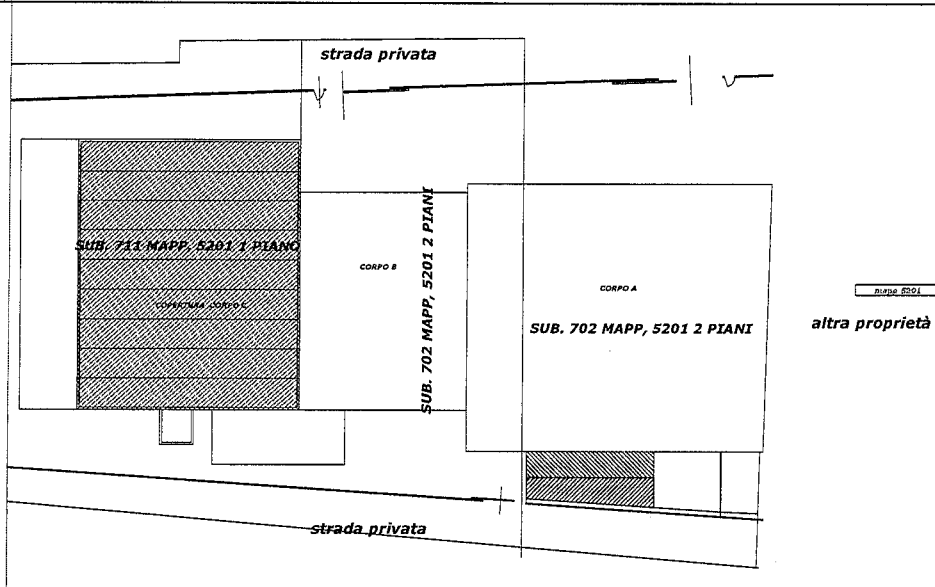 strada privata
SUB. 711 MAPP. 5201 1 PIANO
COPERTURA CORPO C
CORPO B
SUB. 702 MAPP, 5201 2 PIANI
CORPO A
SUB. 702 MAPP, 5201 2 PIANI
mapp 5201
altra proprietà
strada privata